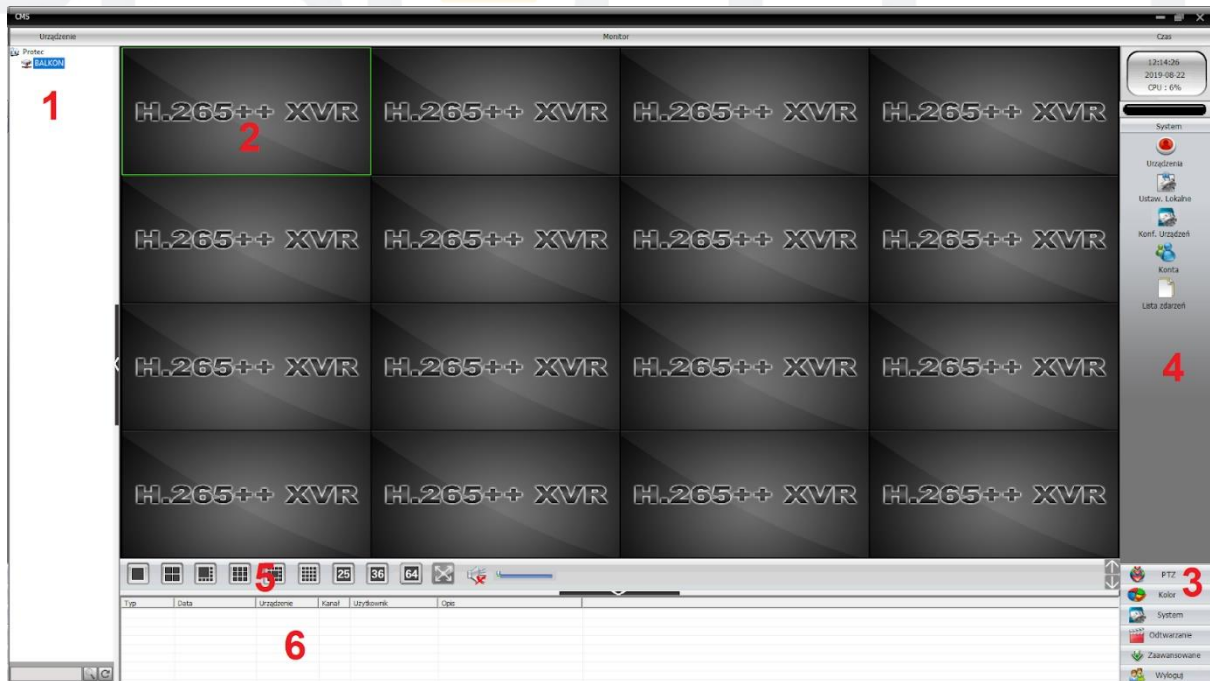 CMS
Urządzenie Monitor Czas
Protec
BALKON
1
12:14:26
2019-08-22
CPU : 6%
System
Urządzenia
Ustaw. Lokalne
Konf. Urządzeń
Konta
Lista zdarzeń
4
H.265++ XVR H.265++ XVR H.265++ XVR H.265++ XVR
2
H.265++ XVR H.265++ XVR H.265++ XVR H.265++ XVR
H.265++ XVR H.265++ XVR H.265++ XVR H.265++ XVR
H.265++ XVR H.265++ XVR H.265++ XVR H.265++ XVR
5
25 36 64
Typ Data Urządzenie Kanał Użytkownik Opis
6
PTZ
3
Kolor
System
Odtwarzanie
Zaawansowane
Wyloguj